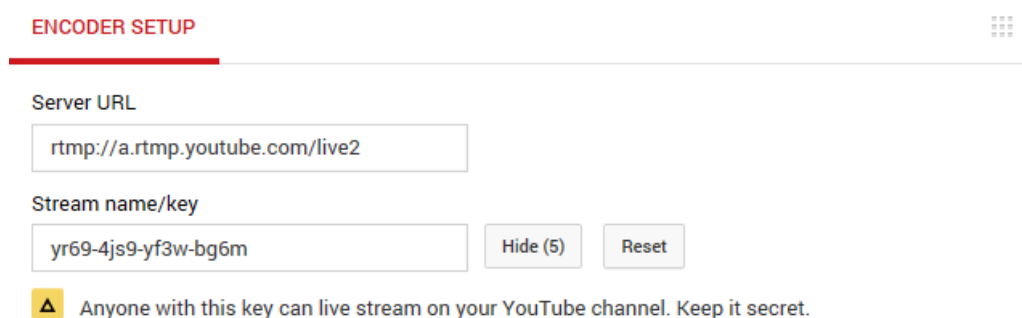 ENCODER SETUP
Server URL
rtmp://a.rtmp.youtube.com/live2
Stream name/key
yr69-4js9-yf3w-bg6m Hide (5) Reset
Anyone with this key can live stream on your YouTube channel. Keep it secret.